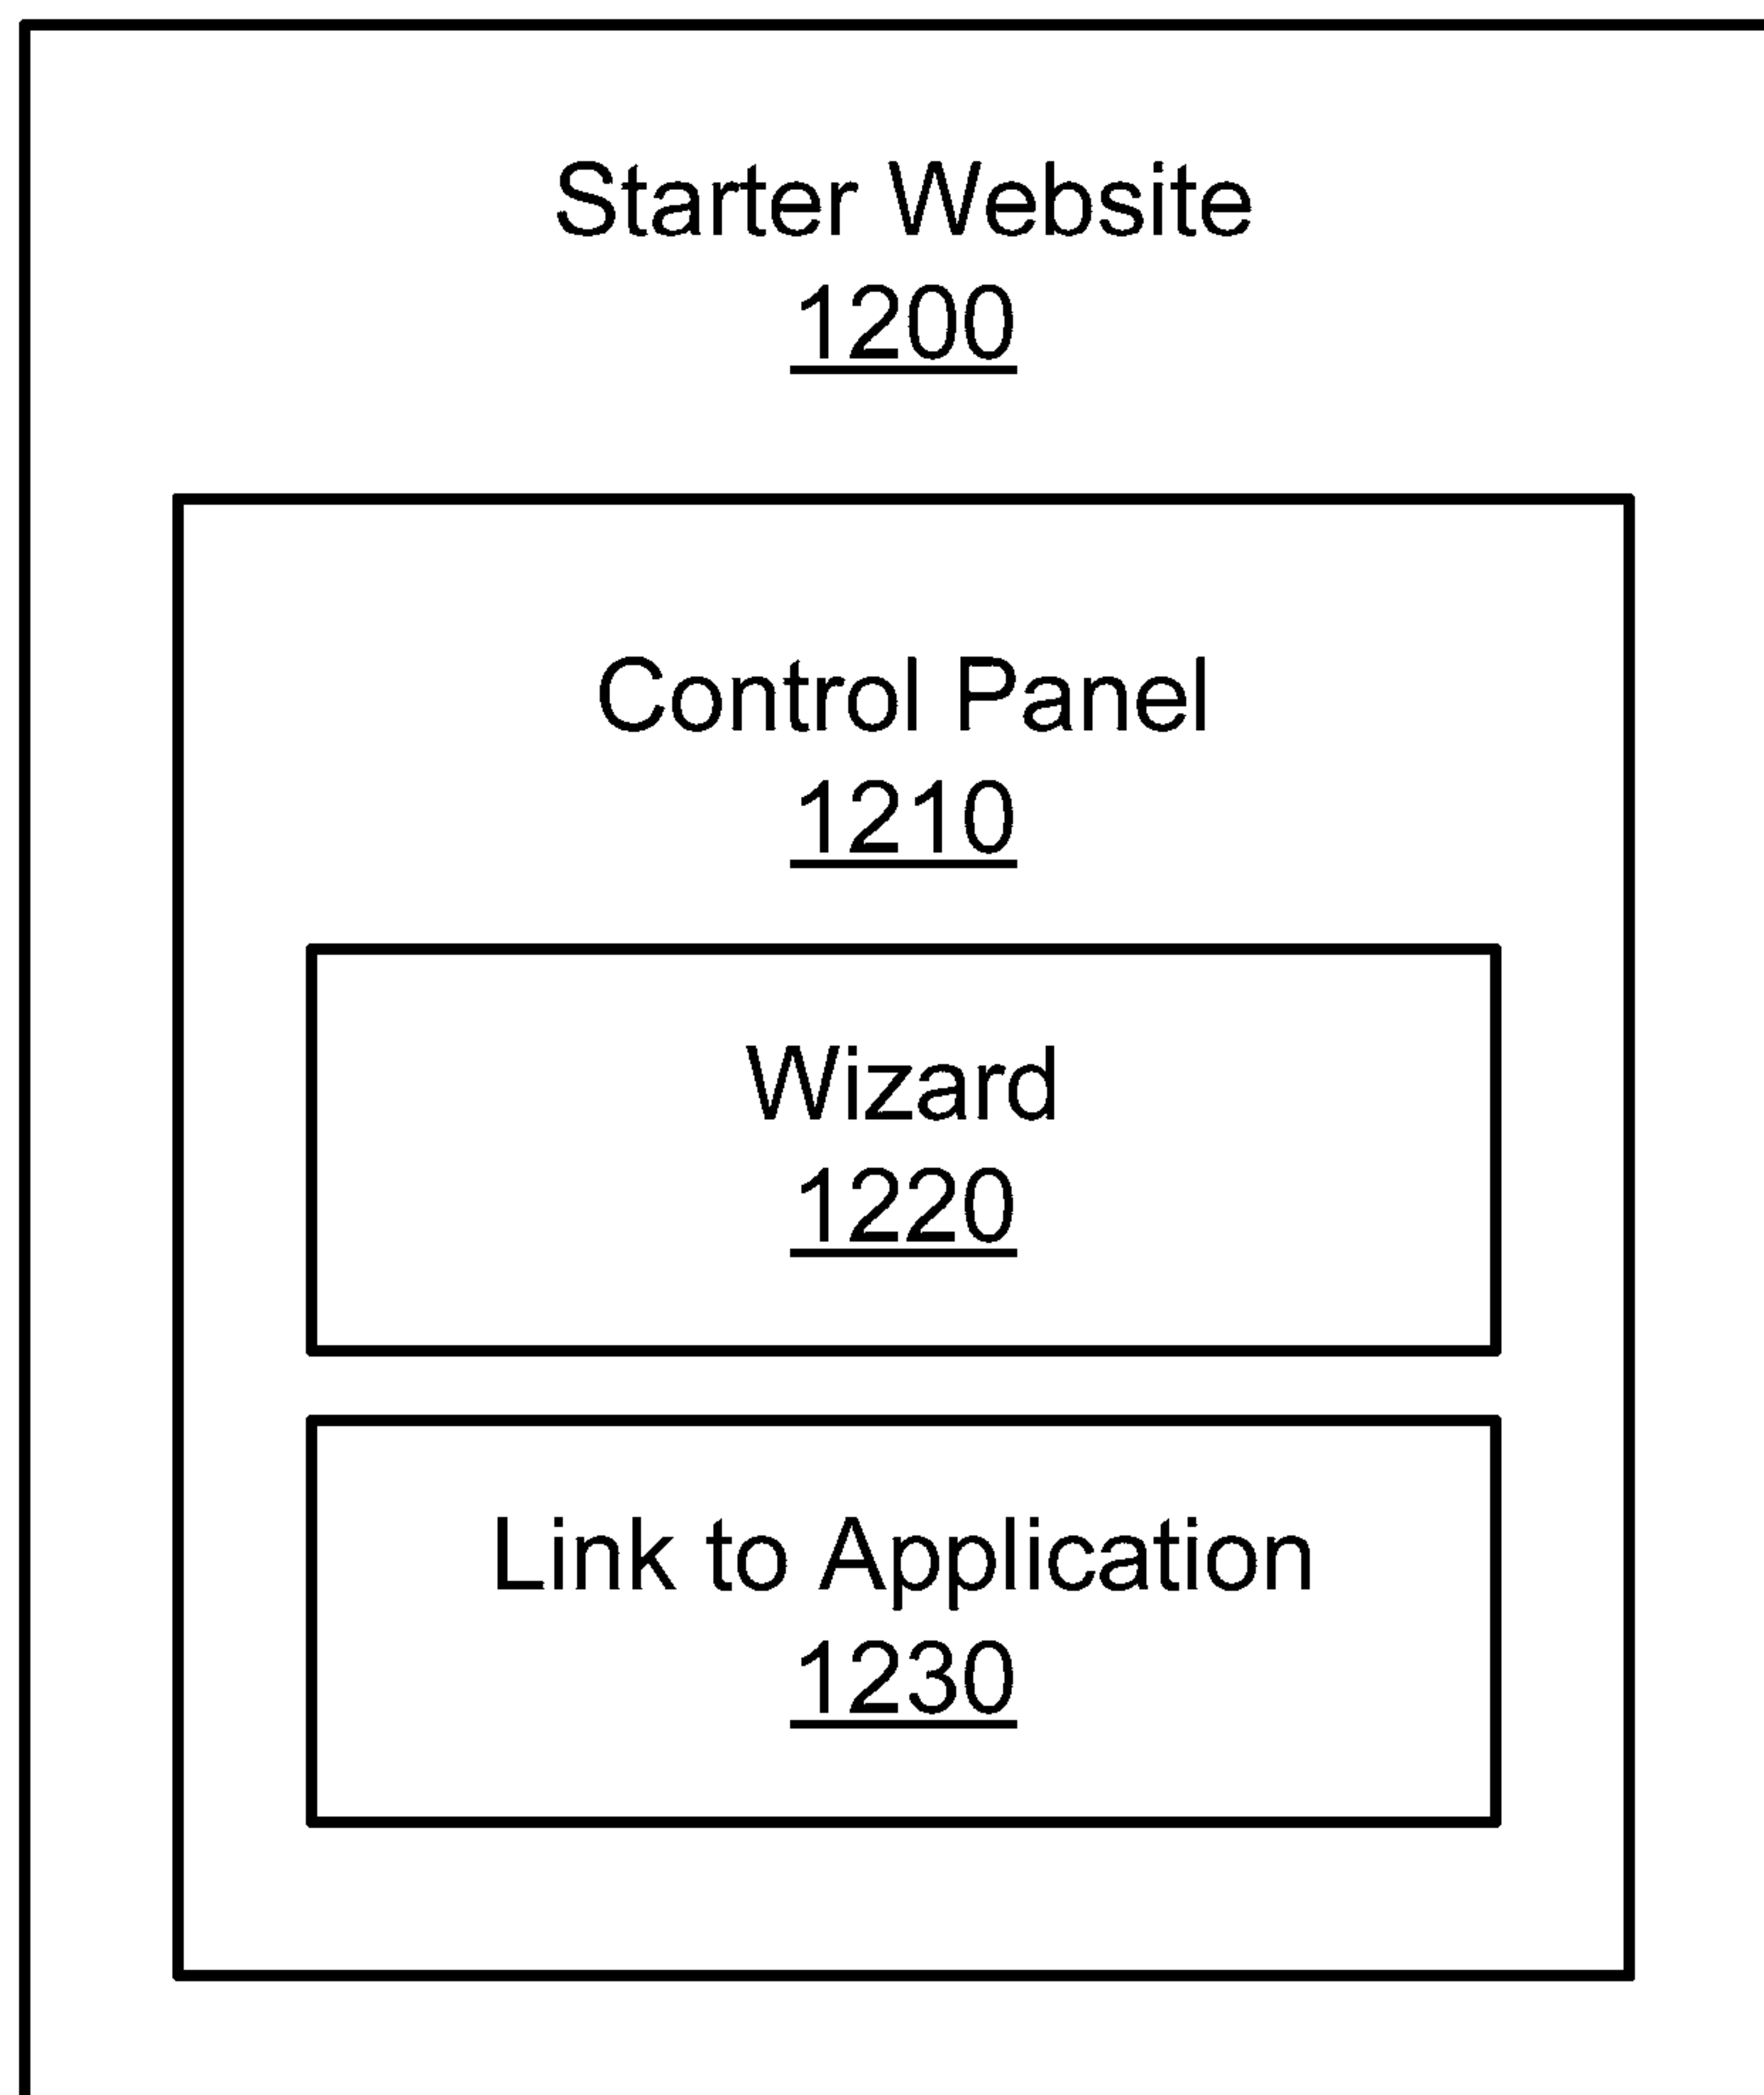 Starter Website
1200
Control Panel
1210
Wizard
1220
Link to Application
1230